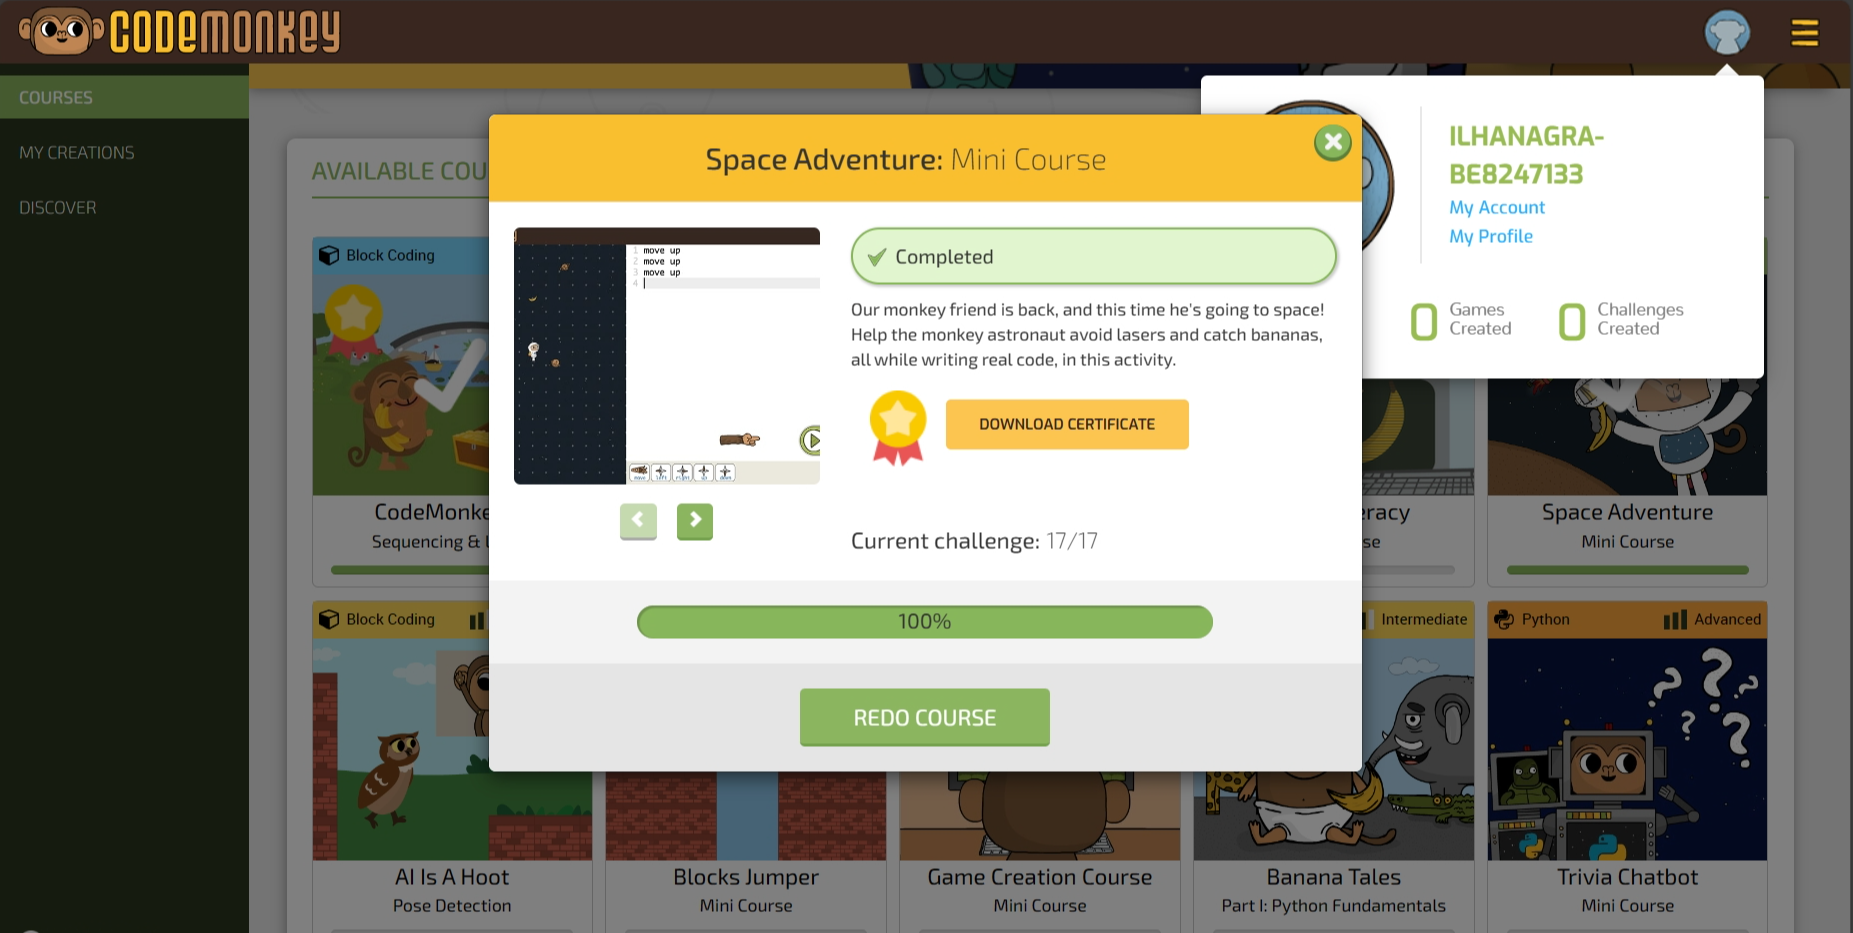 CODEMONKEY
COURSES
MY CREATIONS
DISCOVER
ILHANAGRA-
BE8247133
My Account
My Profile
0 Games
Created
0 Challenges
Created
AVAILABLE COU
Space Adventure: Mini Course
1 move up
2 move up
3 move up
4
Completed
Our monkey friend is back, and this time he's going to space!
Help the monkey astronaut avoid lasers and catch bananas,
all while writing real code, in this activity.
DOWNLOAD CERTIFICATE
Current challenge: 17/17
100%
REDO COURSE
Block Coding
CodeMonke
Sequencing &
eracy
se
Space Adventure
Mini Course
Block Coding
Intermediate
Python
Advanced
AI Is A Hoot
Pose Detection
Blocks Jumper
Mini Course
Game Creation Course
Mini Course
Banana Tales
Part I: Python Fundamentals
Trivia Chatbot
Mini Course